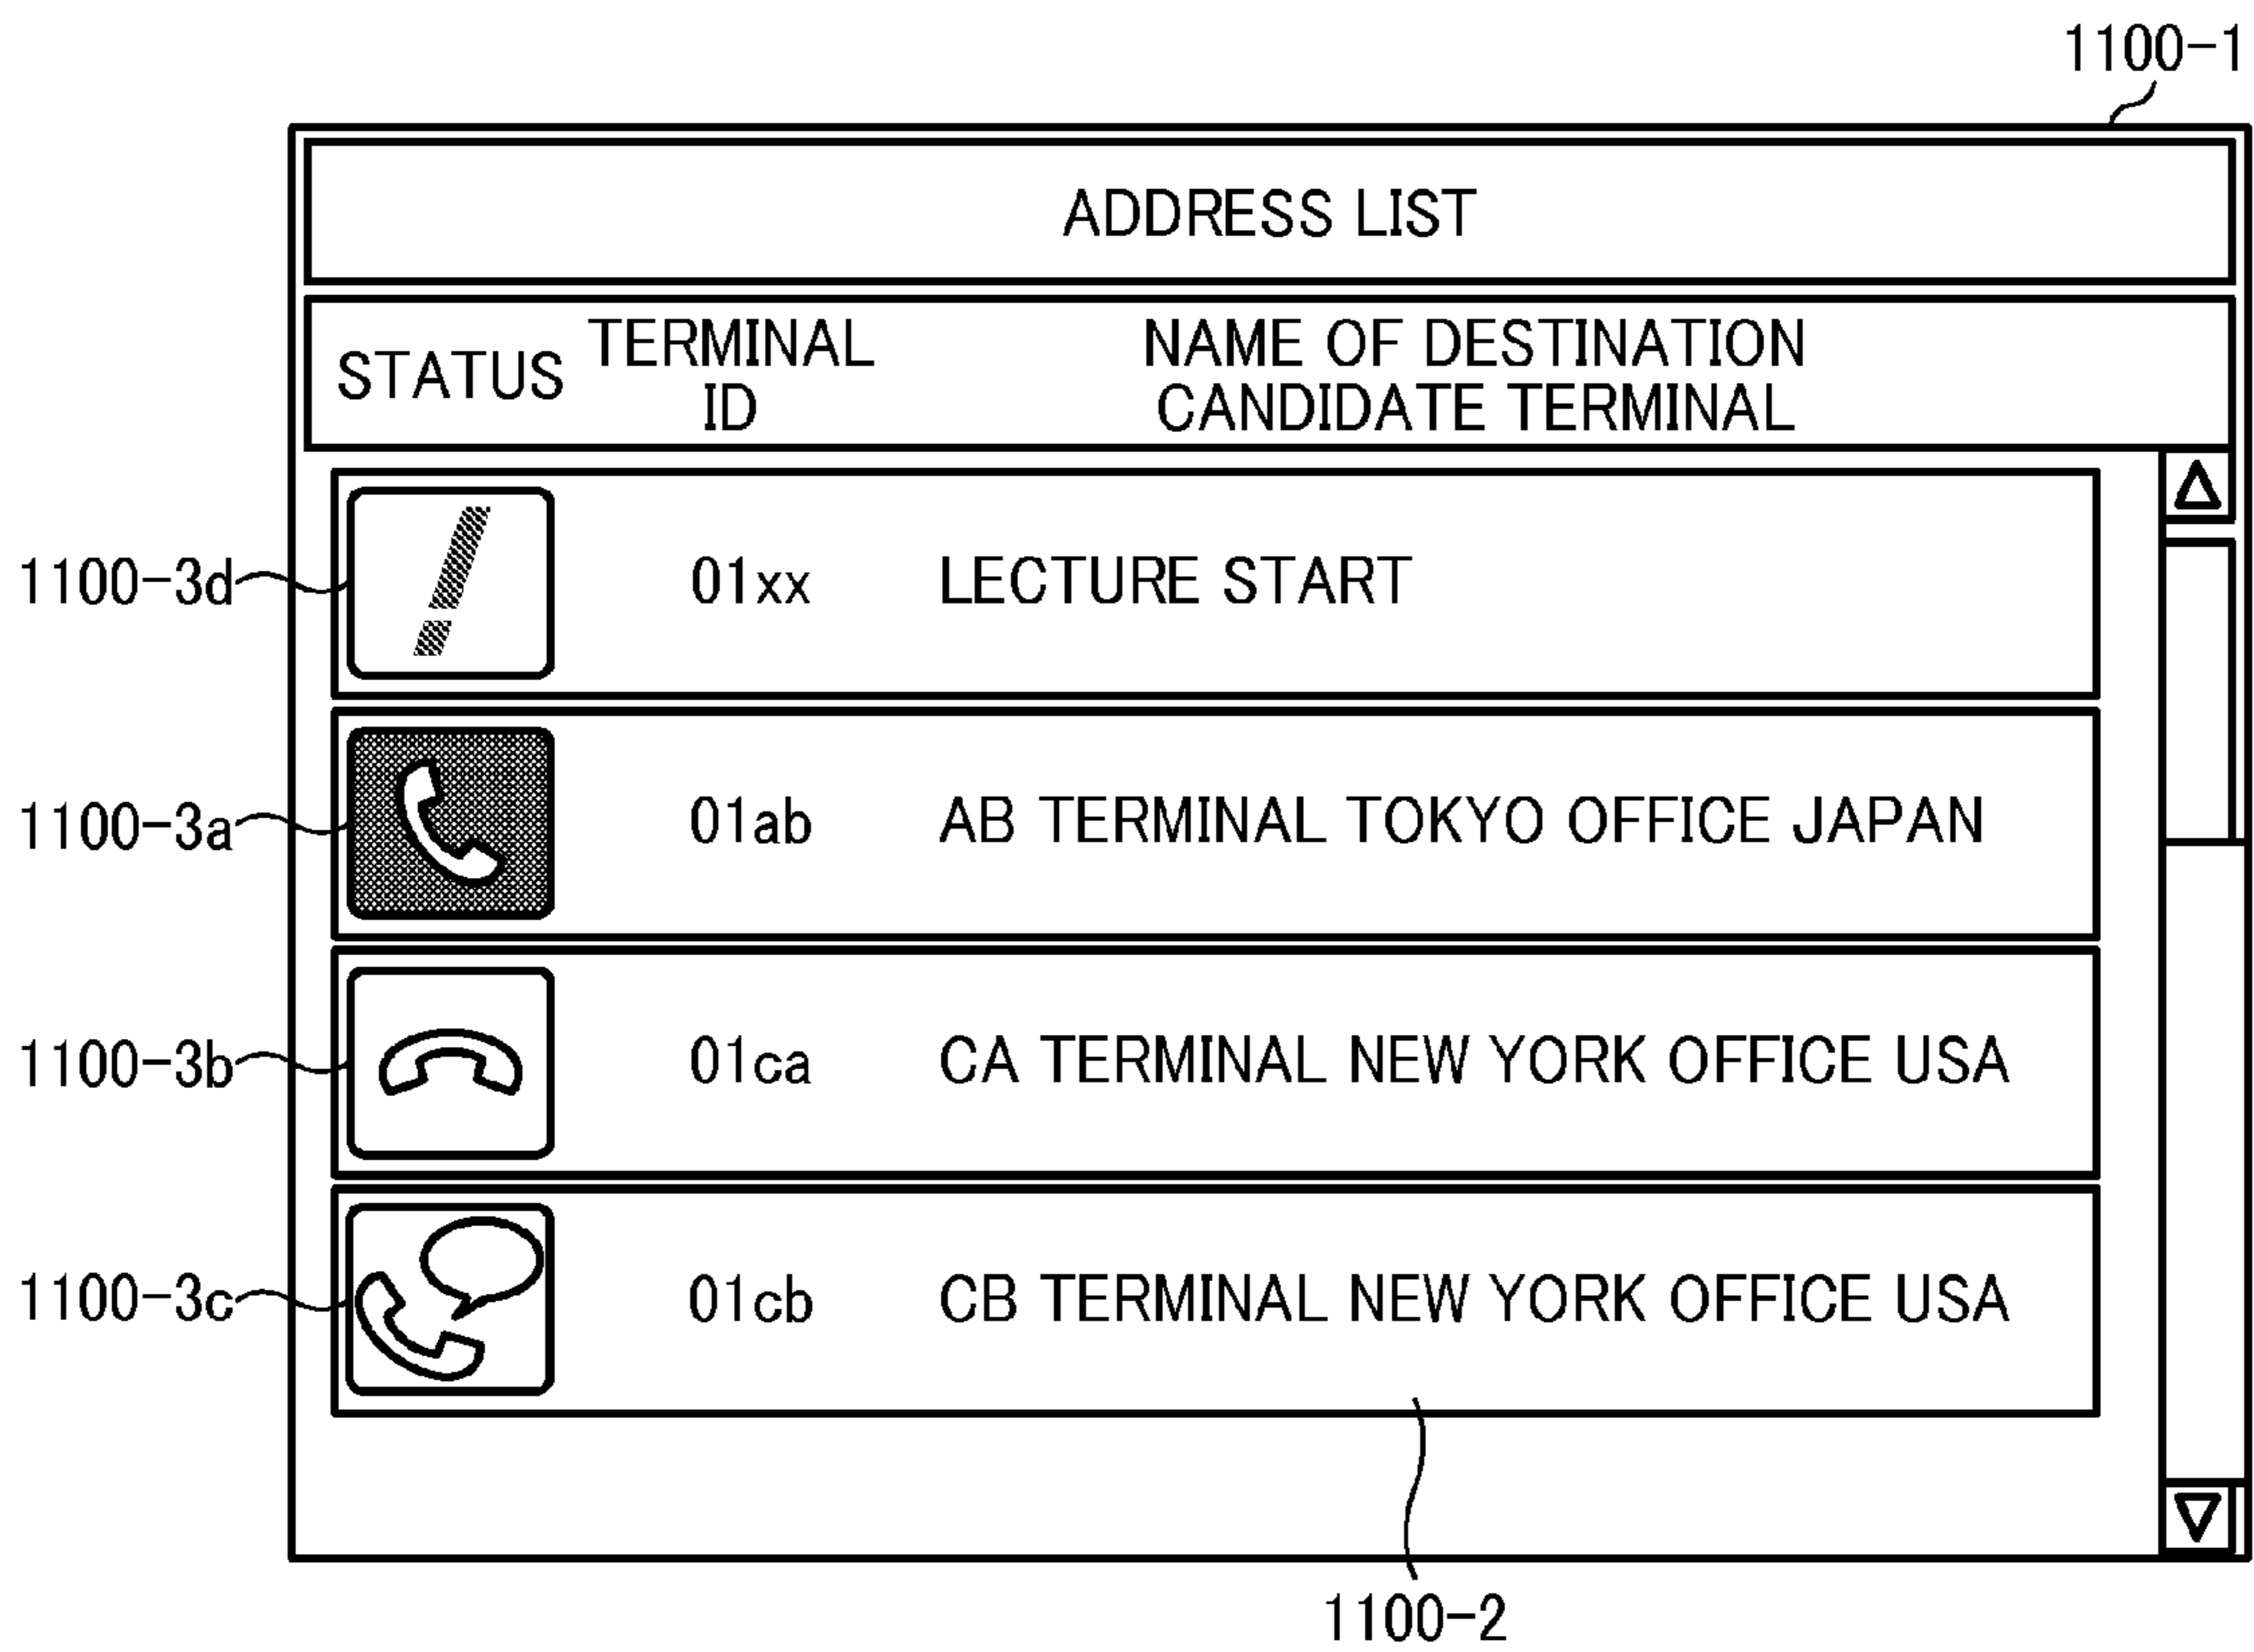 1100-1
ADDRESS LIST
STATUS
TERMINAL
ID
NAME OF DESTINATION
CANDIDATE TERMINAL
1100-3d
01xx LECTURE START
1100-3a
01ab AB TERMINAL TOKYO OFFICE JAPAN
1100-3b
01ca CA TERMINAL NEW YORK OFFICE USA
1100-3c
01cb CB TERMINAL NEW YORK OFFICE USA
1100-2